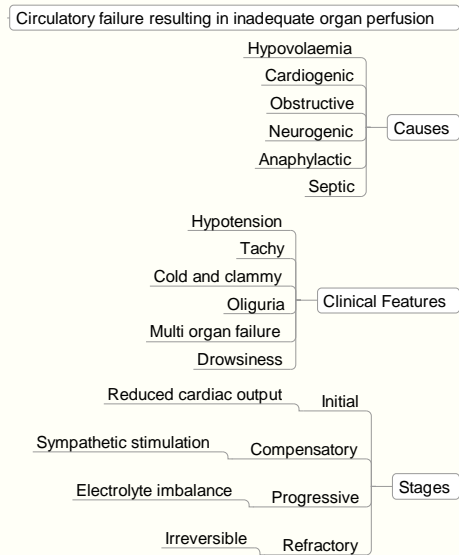 Circulatory failure resulting in inadequate organ perfusion
Hypovolaemia
Cardiogenic
Obstructive
Neurogenic
Anaphylactic
Septic
Causes
Hypotension
Tachy
Cold and clammy
Oliguria
Multi organ failure
Drowsiness
Clinical Features
Reduced cardiac output
Initial
Sympathetic stimulation
Compensatory
Electrolyte imbalance
Progressive
Irreversible
Refractory
Stages